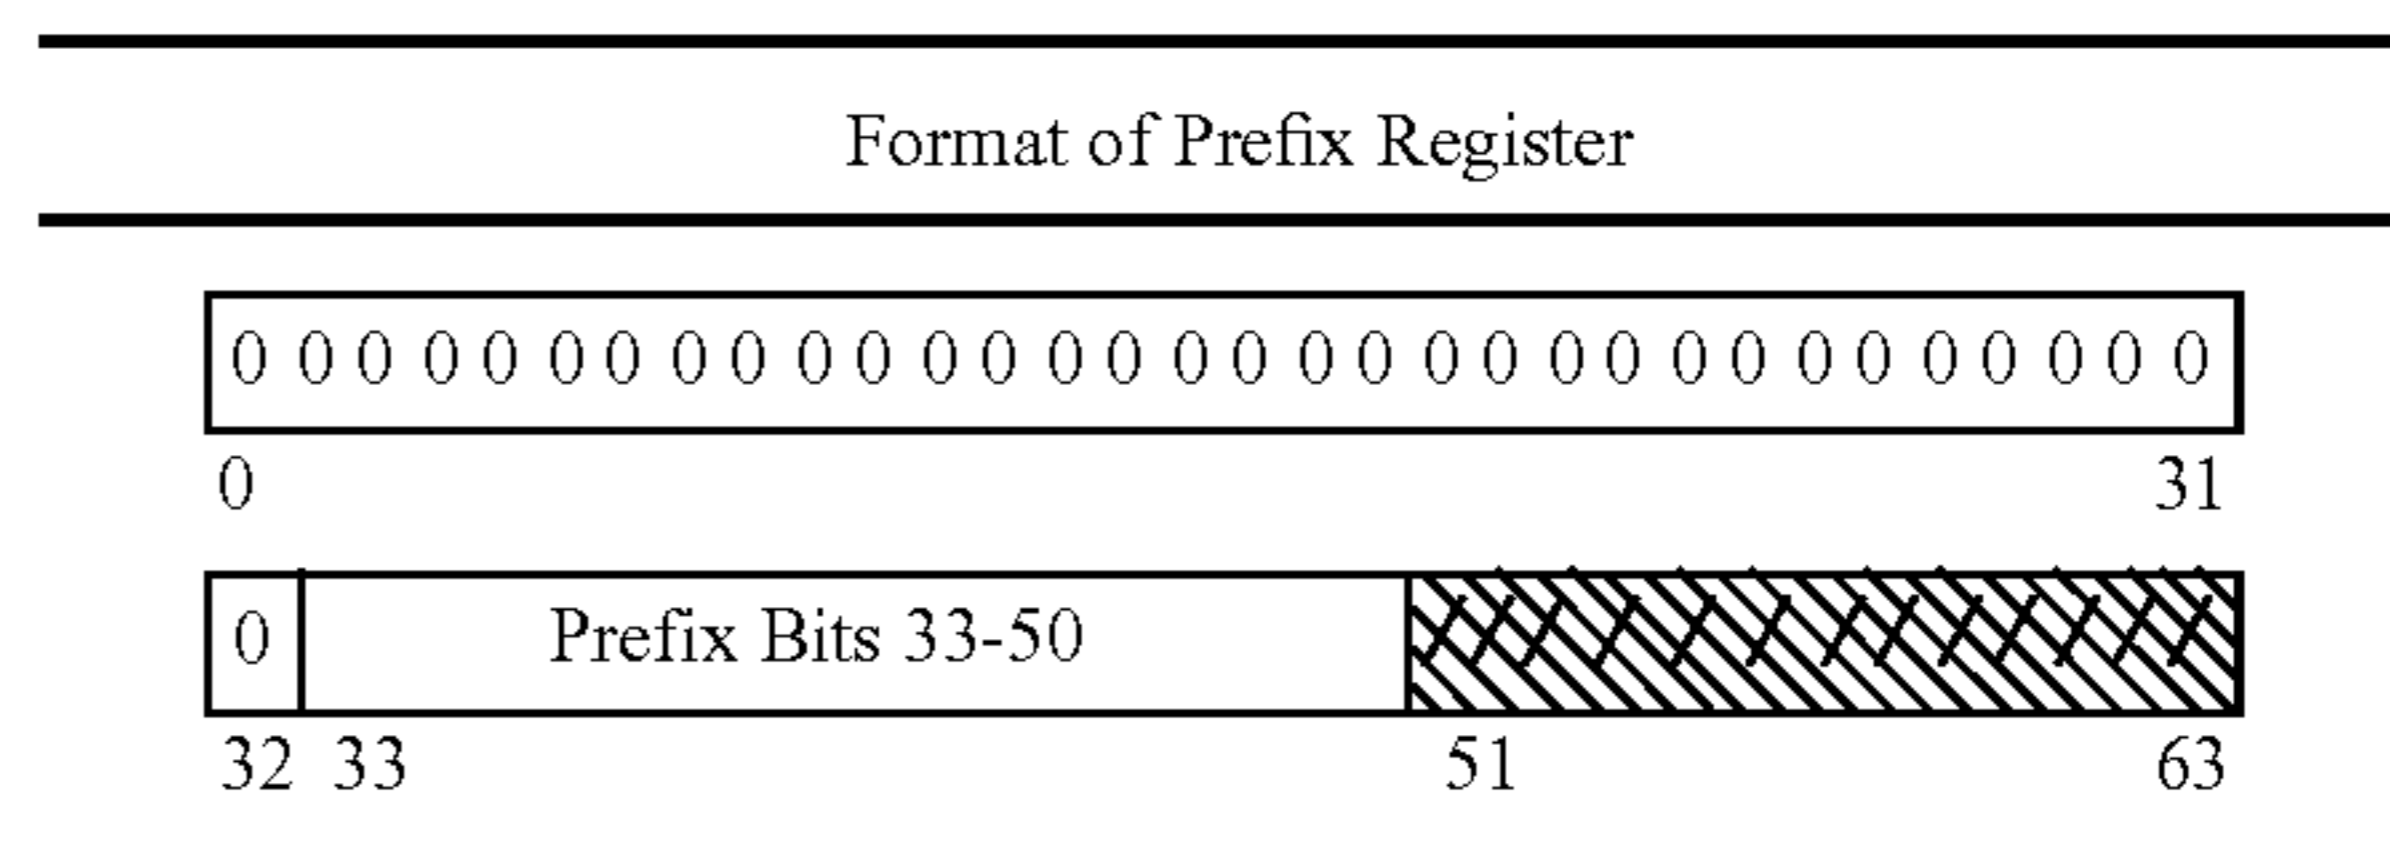 Format of Prefix Register
0 0 0 0 0 0 0 0 0 0 0 0 0 0 0 0 0 0 0 0 0 0 0 0 0 0 0 0 0 0 0 0
0 31
0 Prefix Bits 33-50
32 33 51 63